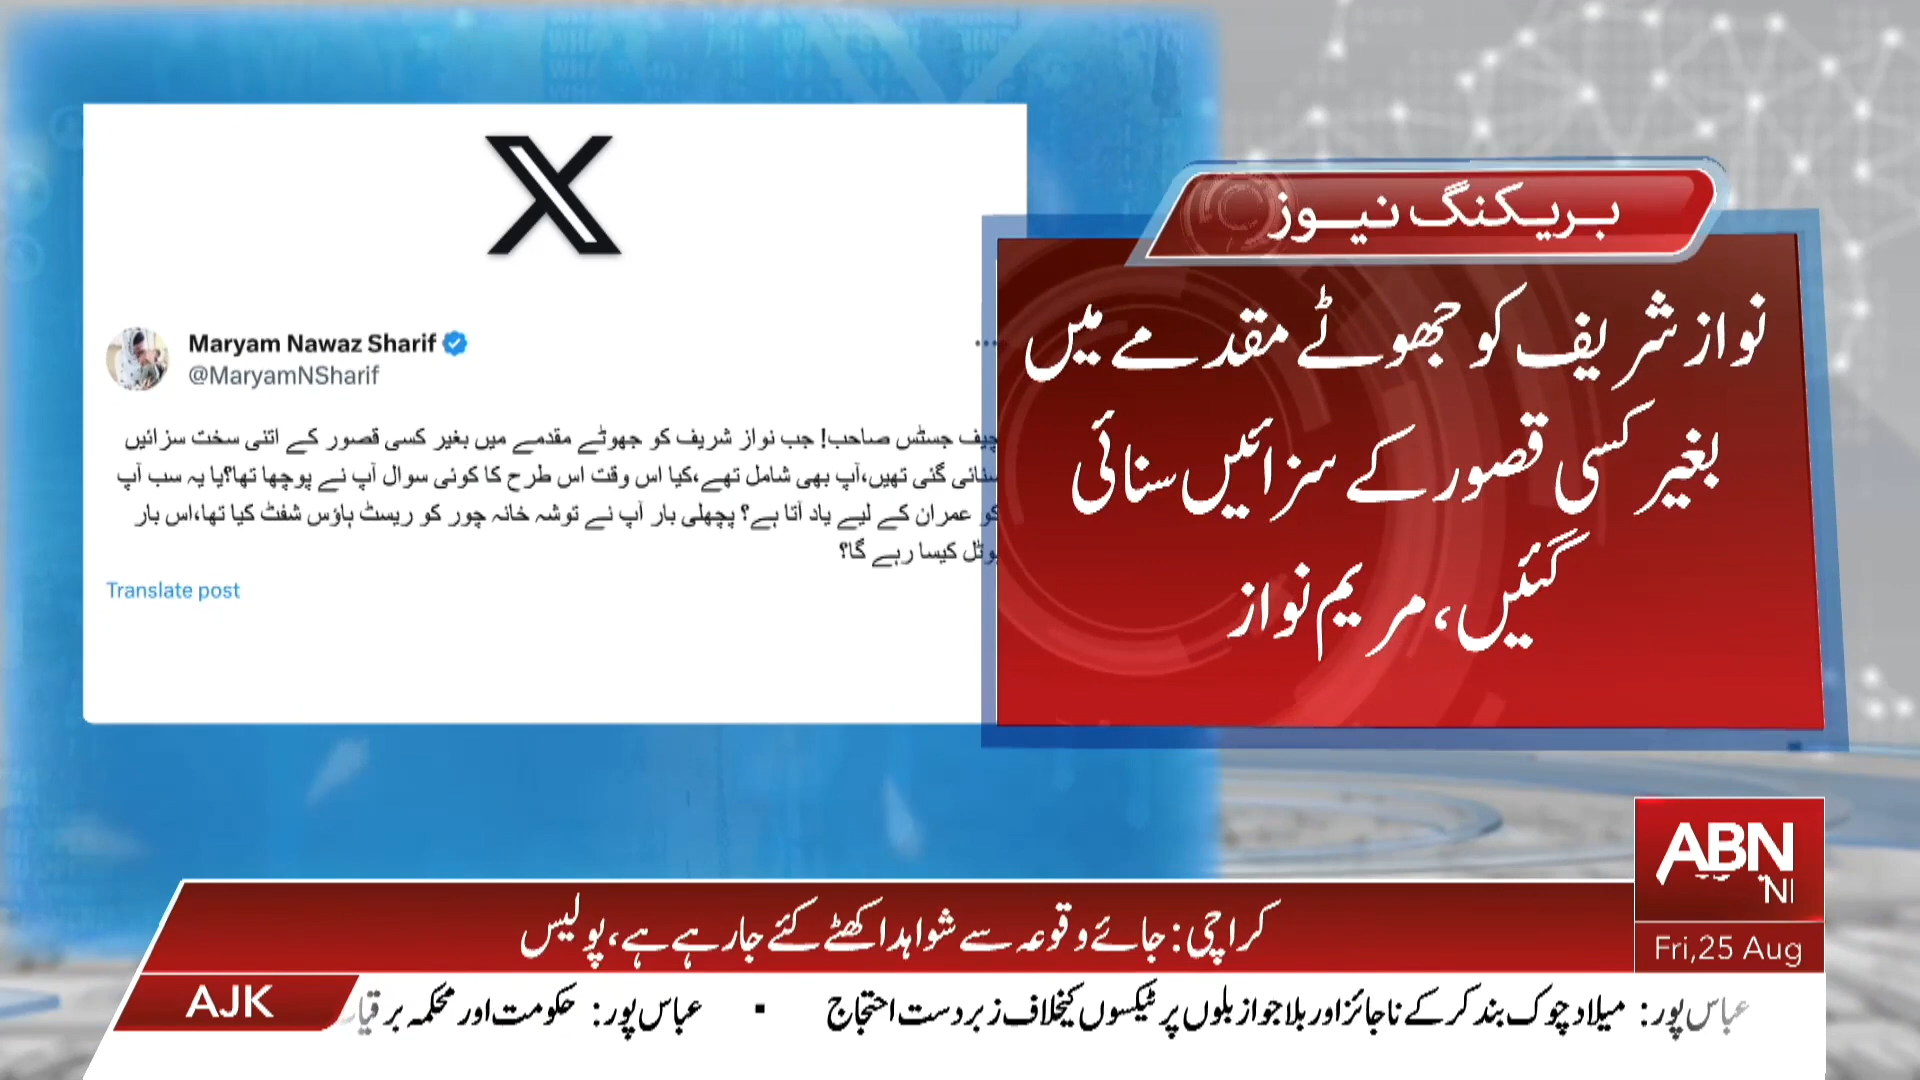 X
Maryam Nawaz Sharif
@MaryamNSharif
چیف جسٹس صاحب! جب نواز شریف کو جھوٹے مقدمے میں بغیر کسی قصور کے اتنی سخت سزائیں
سنائی گئی تھیں،آپ بھی شامل تھے،کیا اس وقت اس طرح کا کوئی سوال آپ نے پوچھا تھا؟یا یہ سب آپ
کو عمران کے لیے یاد آتا ہے؟ پچھلی بار آپ نے توشہ خانہ چور کو ریسٹ ہاؤس شفٹ کیا تھا،اس بار
ہوٹل کیسا رہے گا؟
Translate post
بریکنگ نیوز
نواز شریف کو جھوٹے مقدمے میں
بغیر کسی قصور کے سزائیں سنائی
گئیں، مریم نواز
ABN
Fri,25 Aug
کراچی: جائے وقوعہ سے شواہد اکھٹے کئے جارہے ہے، پولیس
AJK
عباس پور: میلاد چوک بند کر کے ناجائز اور بلاجواز بلوں پر ٹیکسوں کیخلاف زبردست احتجاج ▪ عباس پور: حکومت اور محکمہ برقیات